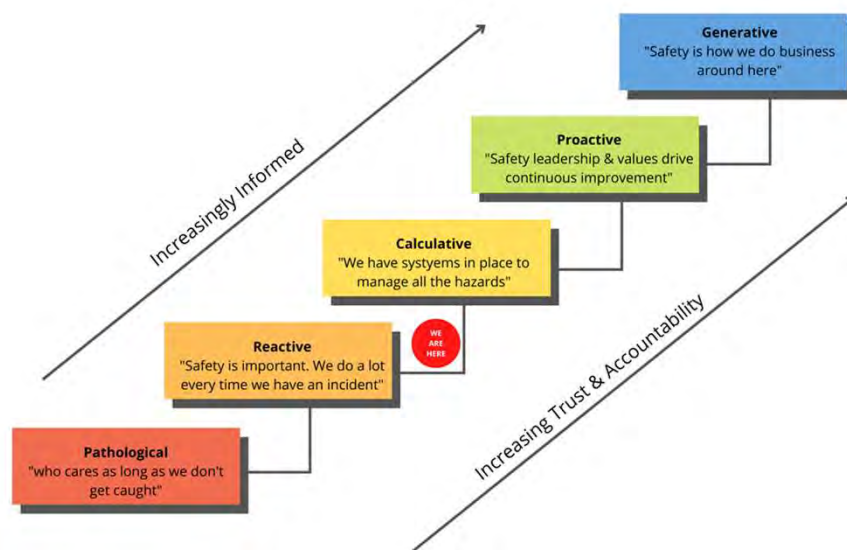 Generative
"Safety is how we do business
around here"
Proactive
"Safety leadership & values drive
continuous improvement"
Increasingly Informed
Calculative
"We have systyems in place to
manage all the hazards"
WE
ARE
HERE
Reactive
"Safety is important. We do a lot
every time we have an incident"
Increasing Trust & Accountability
Pathological
"who cares as long as we don't
get caught"